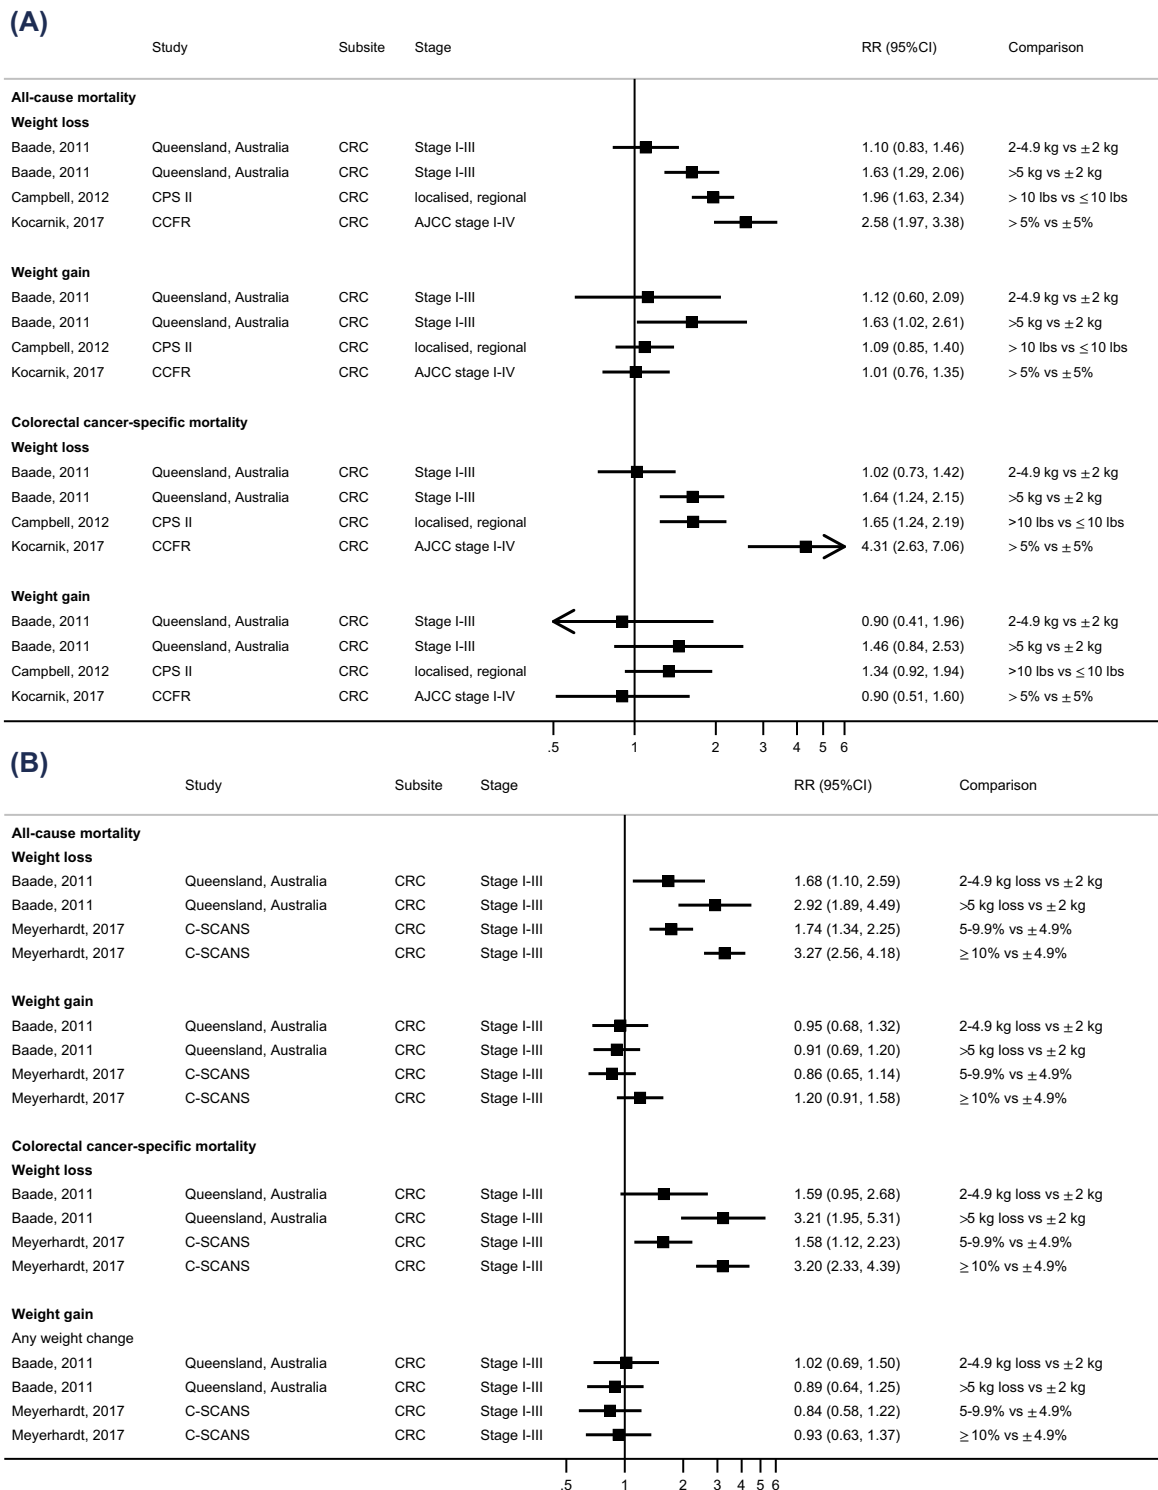 (A)
Study Subsite Stage RR (95%CI) Comparison
All-cause mortality
Weight loss
Baade, 2011 Queensland, Australia CRC Stage I-III 1.10 (0.83, 1.46) 2-4.9 kg vs ±2 kg
Baade, 2011 Queensland, Australia CRC Stage I-III 1.63 (1.29, 2.06) >5 kg vs ±2 kg
Campbell, 2012 CPS II CRC localised, regional 1.96 (1.63, 2.34) >10 lbs vs ≤10 lbs
Kocarnik, 2017 CCFR CRC AJCC stage I-IV 2.58 (1.97, 3.38) >5% vs ±5%
Weight gain
Baade, 2011 Queensland, Australia CRC Stage I-III 1.12 (0.60, 2.09) 2-4.9 kg vs ±2 kg
Baade, 2011 Queensland, Australia CRC Stage I-III 1.63 (1.02, 2.61) >5 kg vs ±2 kg
Campbell, 2012 CPS II CRC localised, regional 1.09 (0.85, 1.40) >10 lbs vs ≤10 lbs
Kocarnik, 2017 CCFR CRC AJCC stage I-IV 1.01 (0.76, 1.35) >5% vs ±5%
Colorectal cancer-specific mortality
Weight loss
Baade, 2011 Queensland, Australia CRC Stage I-III 1.02 (0.73, 1.42) 2-4.9 kg vs ±2 kg
Baade, 2011 Queensland, Australia CRC Stage I-III 1.64 (1.24, 2.15) >5 kg vs ±2 kg
Campbell, 2012 CPS II CRC localised, regional 1.65 (1.24, 2.19) >10 lbs vs ≤10 lbs
Kocarnik, 2017 CCFR CRC AJCC stage I-IV 4.31 (2.63, 7.06) >5% vs ±5%
Weight gain
Baade, 2011 Queensland, Australia CRC Stage I-III 0.90 (0.41, 1.96) 2-4.9 kg vs ±2 kg
Baade, 2011 Queensland, Australia CRC Stage I-III 1.46 (0.84, 2.53) >5 kg vs ±2 kg
Campbell, 2012 CPS II CRC localised, regional 1.34 (0.92, 1.94) >10 lbs vs ≤10 lbs
Kocarnik, 2017 CCFR CRC AJCC stage I-IV 0.90 (0.51, 1.60) >5% vs ±5%
.5 1 2 3 4 5 6
(B)
Study Subsite Stage RR (95%CI) Comparison
All-cause mortality
Weight loss
Baade, 2011 Queensland, Australia CRC Stage I-III 1.68 (1.10, 2.59) 2-4.9 kg loss vs ±2 kg
Baade, 2011 Queensland, Australia CRC Stage I-III 2.92 (1.89, 4.49) >5 kg loss vs ±2 kg
Meyerhardt, 2017 C-SCANS CRC Stage I-III 1.74 (1.34, 2.25) 5-9.9% vs ±4.9%
Meyerhardt, 2017 C-SCANS CRC Stage I-III 3.27 (2.56, 4.18) ≥10% vs ±4.9%
Weight gain
Baade, 2011 Queensland, Australia CRC Stage I-III 0.95 (0.68, 1.32) 2-4.9 kg loss vs ±2 kg
Baade, 2011 Queensland, Australia CRC Stage I-III 0.91 (0.69, 1.20) >5 kg loss vs ±2 kg
Meyerhardt, 2017 C-SCANS CRC Stage I-III 0.86 (0.65, 1.14) 5-9.9% vs ±4.9%
Meyerhardt, 2017 C-SCANS CRC Stage I-III 1.20 (0.91, 1.58) ≥10% vs ±4.9%
Colorectal cancer-specific mortality
Weight loss
Baade, 2011 Queensland, Australia CRC Stage I-III 1.59 (0.95, 2.68) 2-4.9 kg loss vs ±2 kg
Baade, 2011 Queensland, Australia CRC Stage I-III 3.21 (1.95, 5.31) >5 kg loss vs ±2 kg
Meyerhardt, 2017 C-SCANS CRC Stage I-III 1.58 (1.12, 2.23) 5-9.9% vs ±4.9%
Meyerhardt, 2017 C-SCANS CRC Stage I-III 3.20 (2.33, 4.39) ≥10% vs ±4.9%
Weight gain
Any weight change
Baade, 2011 Queensland, Australia CRC Stage I-III 1.02 (0.69, 1.50) 2-4.9 kg loss vs ±2 kg
Baade, 2011 Queensland, Australia CRC Stage I-III 0.89 (0.64, 1.25) >5 kg loss vs ±2 kg
Meyerhardt, 2017 C-SCANS CRC Stage I-III 0.84 (0.58, 1.22) 5-9.9% vs ±4.9%
Meyerhardt, 2017 C-SCANS CRC Stage I-III 0.93 (0.63, 1.37) ≥10% vs ±4.9%
.5 1 2 3 4 5 6